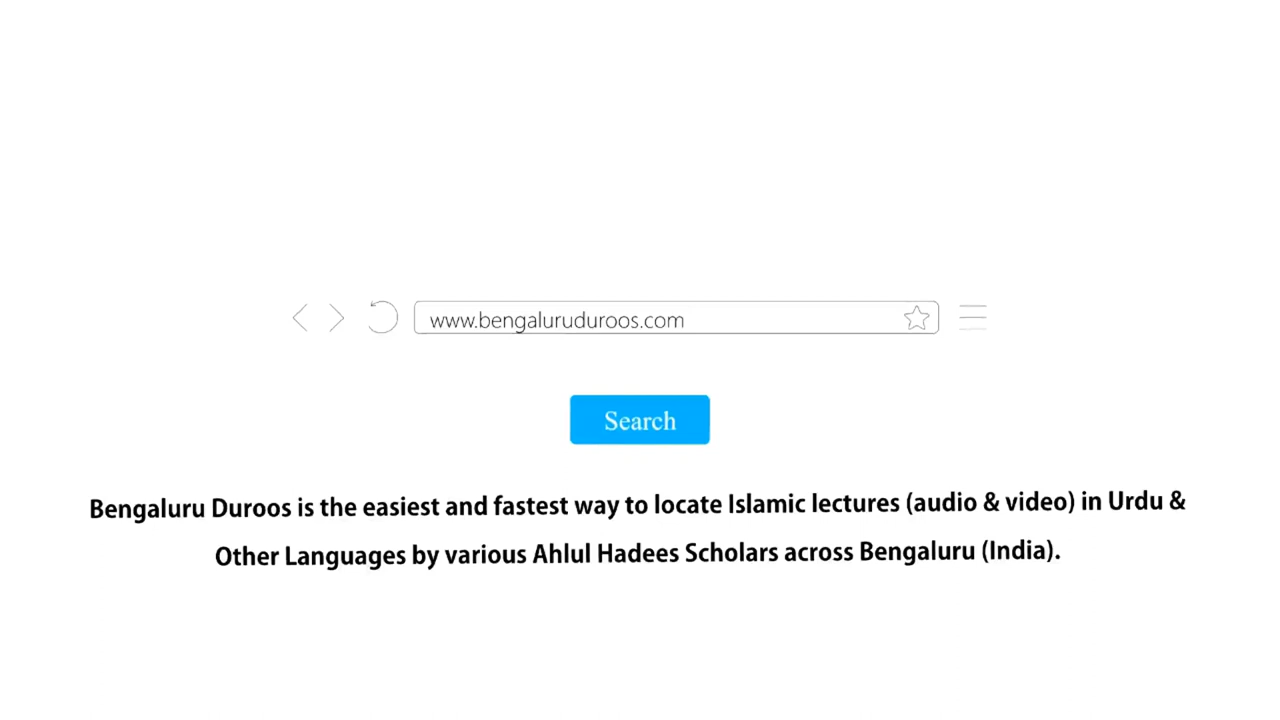 www.bengaluruduroos.com
Search
Bengaluru Duroos is the easiest and fastest way to locate Islamic lectures (audio & video) in Urdu &
Other Languages by various Ahlul Hadees Scholars across Bengaluru (India).